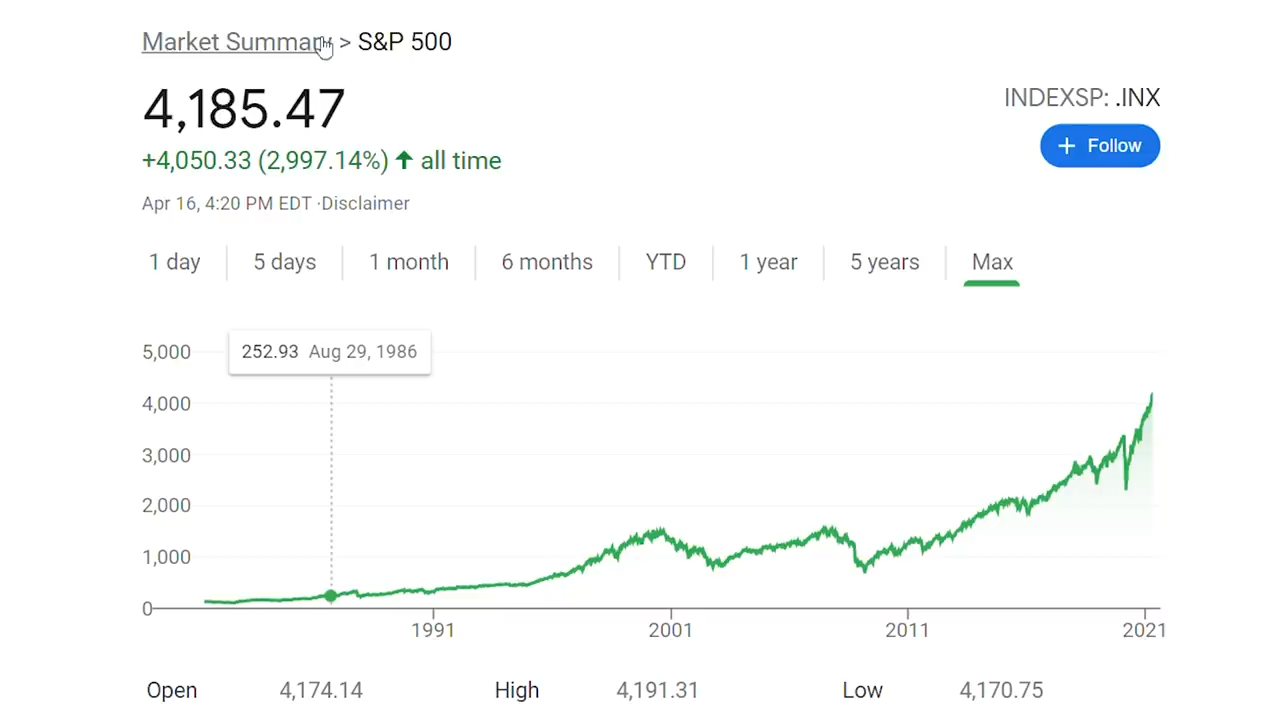 Market Summary > S&P 500
4,185.47
INDEXSP: .INX
+ Follow
+4,050.33 (2,997.14%) ↑ all time
Apr 16, 4:20 PM EDT ·Disclaimer
1 day 5 days 1 month 6 months YTD 1 year 5 years Max
252.93 Aug 29, 1986
5,000
4,000
3,000
2,000
1,000
0
1991 2001 2011 2021
Open 4,174.14 High 4,191.31 Low 4,170.75